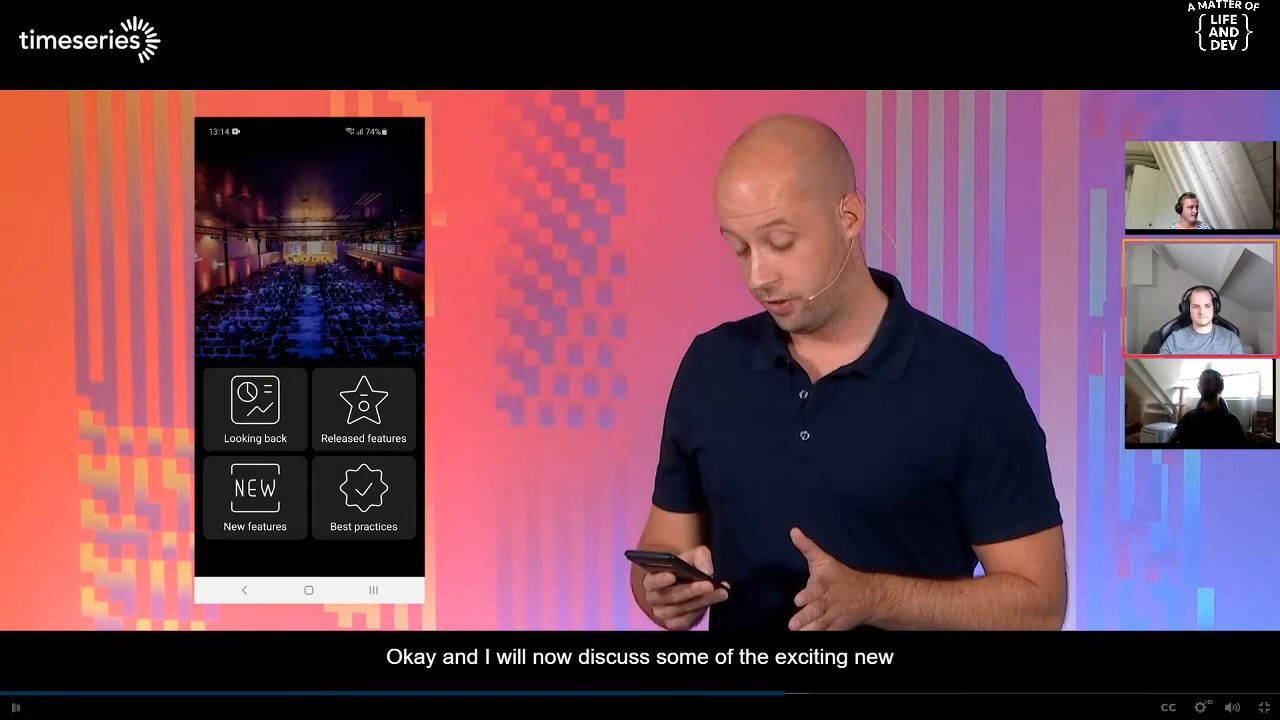 timeseries
A MATTER OF
{LIFE
AND
DEV}
13:14
74%
Looking back
Released features
NEW
New features
Best practices
Okay and I will now discuss some of the exciting new
CC
HD